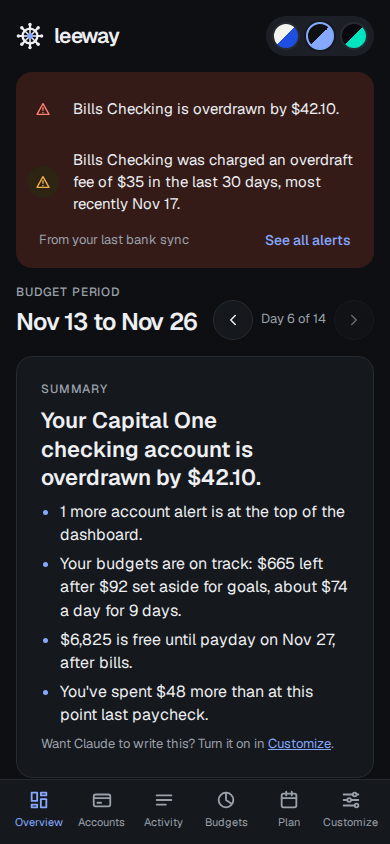 leeway
Bills Checking is overdrawn by $42.10.
Bills Checking was charged an overdraft
fee of $35 in the last 30 days, most
recently Nov 17.
From your last bank sync
See all alerts
BUDGET PERIOD
Nov 13 to Nov 26
Day 6 of 14
SUMMARY
Your Capital One
checking account is
overdrawn by $42.10.
• 1 more account alert is at the top of the
dashboard.
• Your budgets are on track: $665 left
after $92 set aside for goals, about $74
a day for 9 days.
• $6,825 is free until payday on Nov 27,
after bills.
• You've spent $48 more than at this
point last paycheck.
Want Claude to write this? Turn it on in Customize.
Overview
Accounts
Activity
Budgets
Plan
Customize